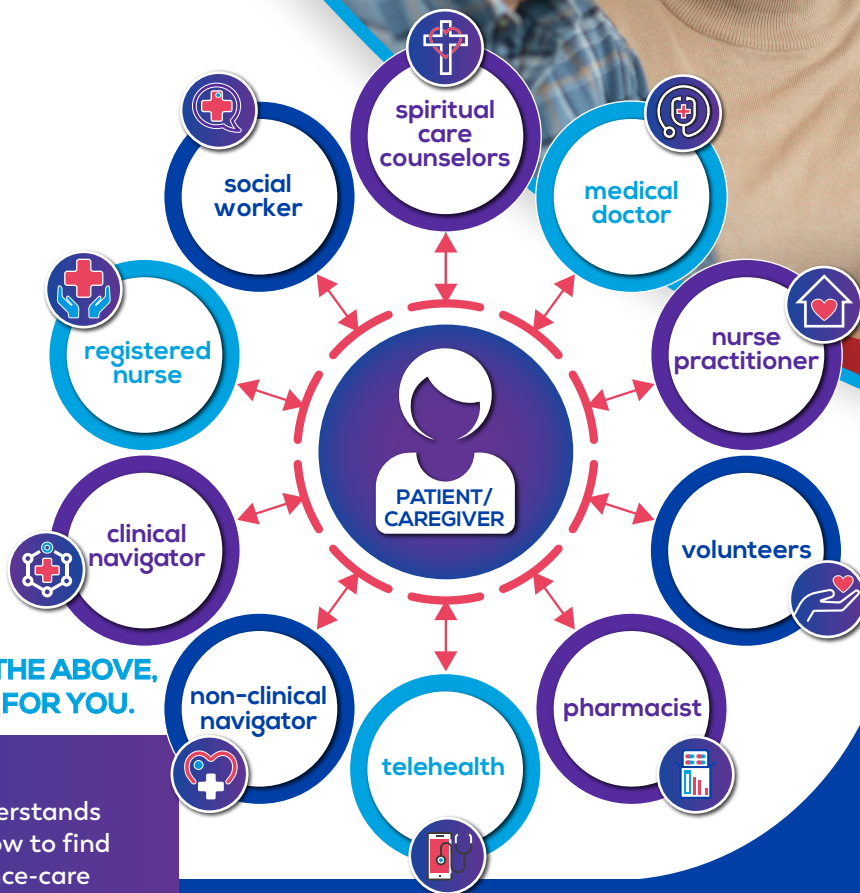 spiritual
care
counselors
social
worker
medical
doctor
registered
nurse
nurse
practitioner
PATIENT/
CAREGIVER
clinical
navigator
volunteers
THE ABOVE,
FOR YOU.
non-clinical
navigator
pharmacist
telehealth
erstands
ow to find
ce-care